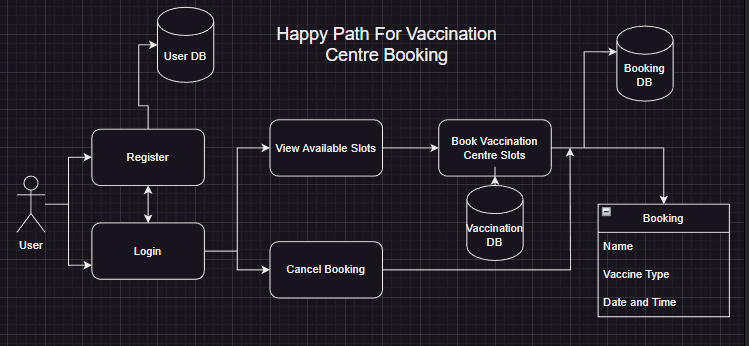 Happy Path For Vaccination
Centre Booking
User DB
Booking
DB
Register
View Available Slots
Book Vaccination
Centre Slots
User
Login
Vaccination
DB
Cancel Booking
Booking
Name
Vaccine Type
Date and Time